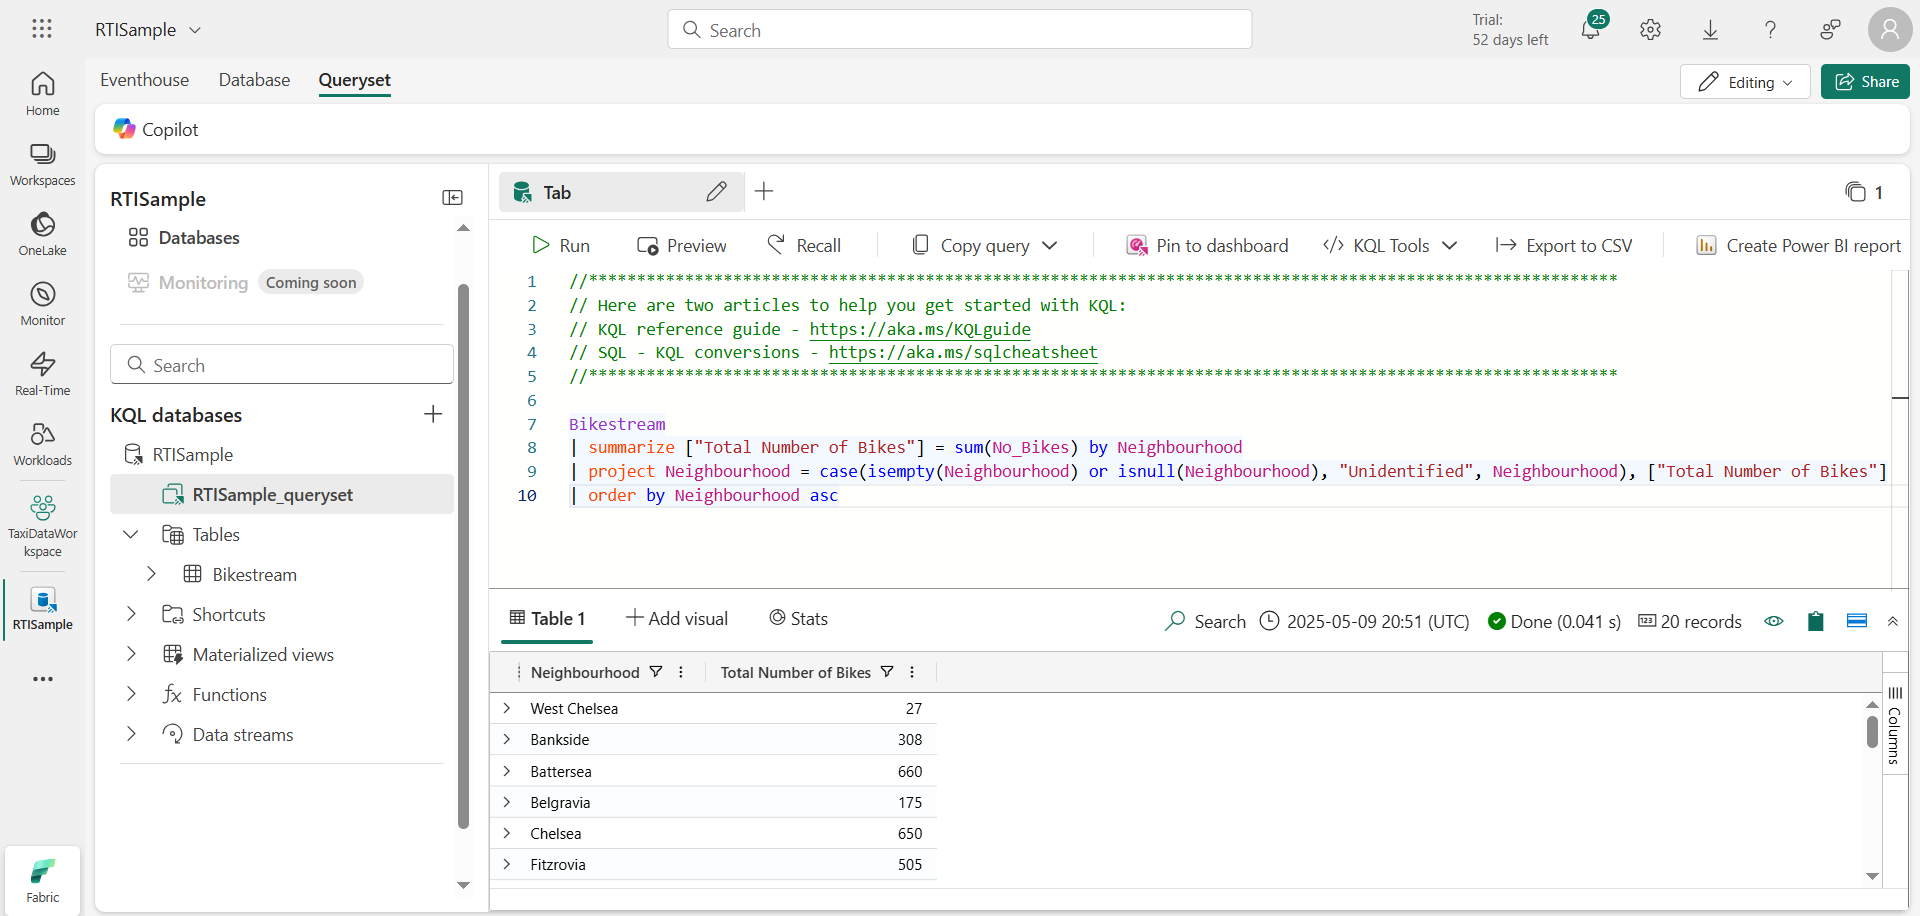 RTISample
Search
Trial:
52 days left
25
Home
Workspaces
OneLake
Monitor
Real-Time
Workloads
TaxiDataWor
kspace
RTISample
Fabric
Eventhouse Database Queryset
Editing
Share
Copilot
RTISample
Databases
Monitoring Coming soon
Search
KQL databases
RTISample
RTISample_queryset
Tables
Bikestream
Shortcuts
Materialized views
Functions
Data streams
Tab
1
Run Preview Recall Copy query Pin to dashboard KQL Tools Export to CSV Create Power BI report
1 //***********************************************************************************************************
2 // Here are two articles to help you get started with KQL:
3 // KQL reference guide - https://aka.ms/KQLguide
4 // SQL - KQL conversions - https://aka.ms/sqlcheatsheet
5 //***********************************************************************************************************
6
7 Bikestream
8 | summarize ["Total Number of Bikes"] = sum(No_Bikes) by Neighbourhood
9 | project Neighbourhood = case(isempty(Neighbourhood) or isnull(Neighbourhood), "Unidentified", Neighbourhood), ["Total Number of Bikes"]
10 | order by Neighbourhood asc
Table 1 Add visual Stats Search 2025-05-09 20:51 (UTC) Done (0.041 s) 20 records
Neighbourhood Total Number of Bikes
West Chelsea 27
Bankside 308
Battersea 660
Belgravia 175
Chelsea 650
Fitzrovia 505
Columns